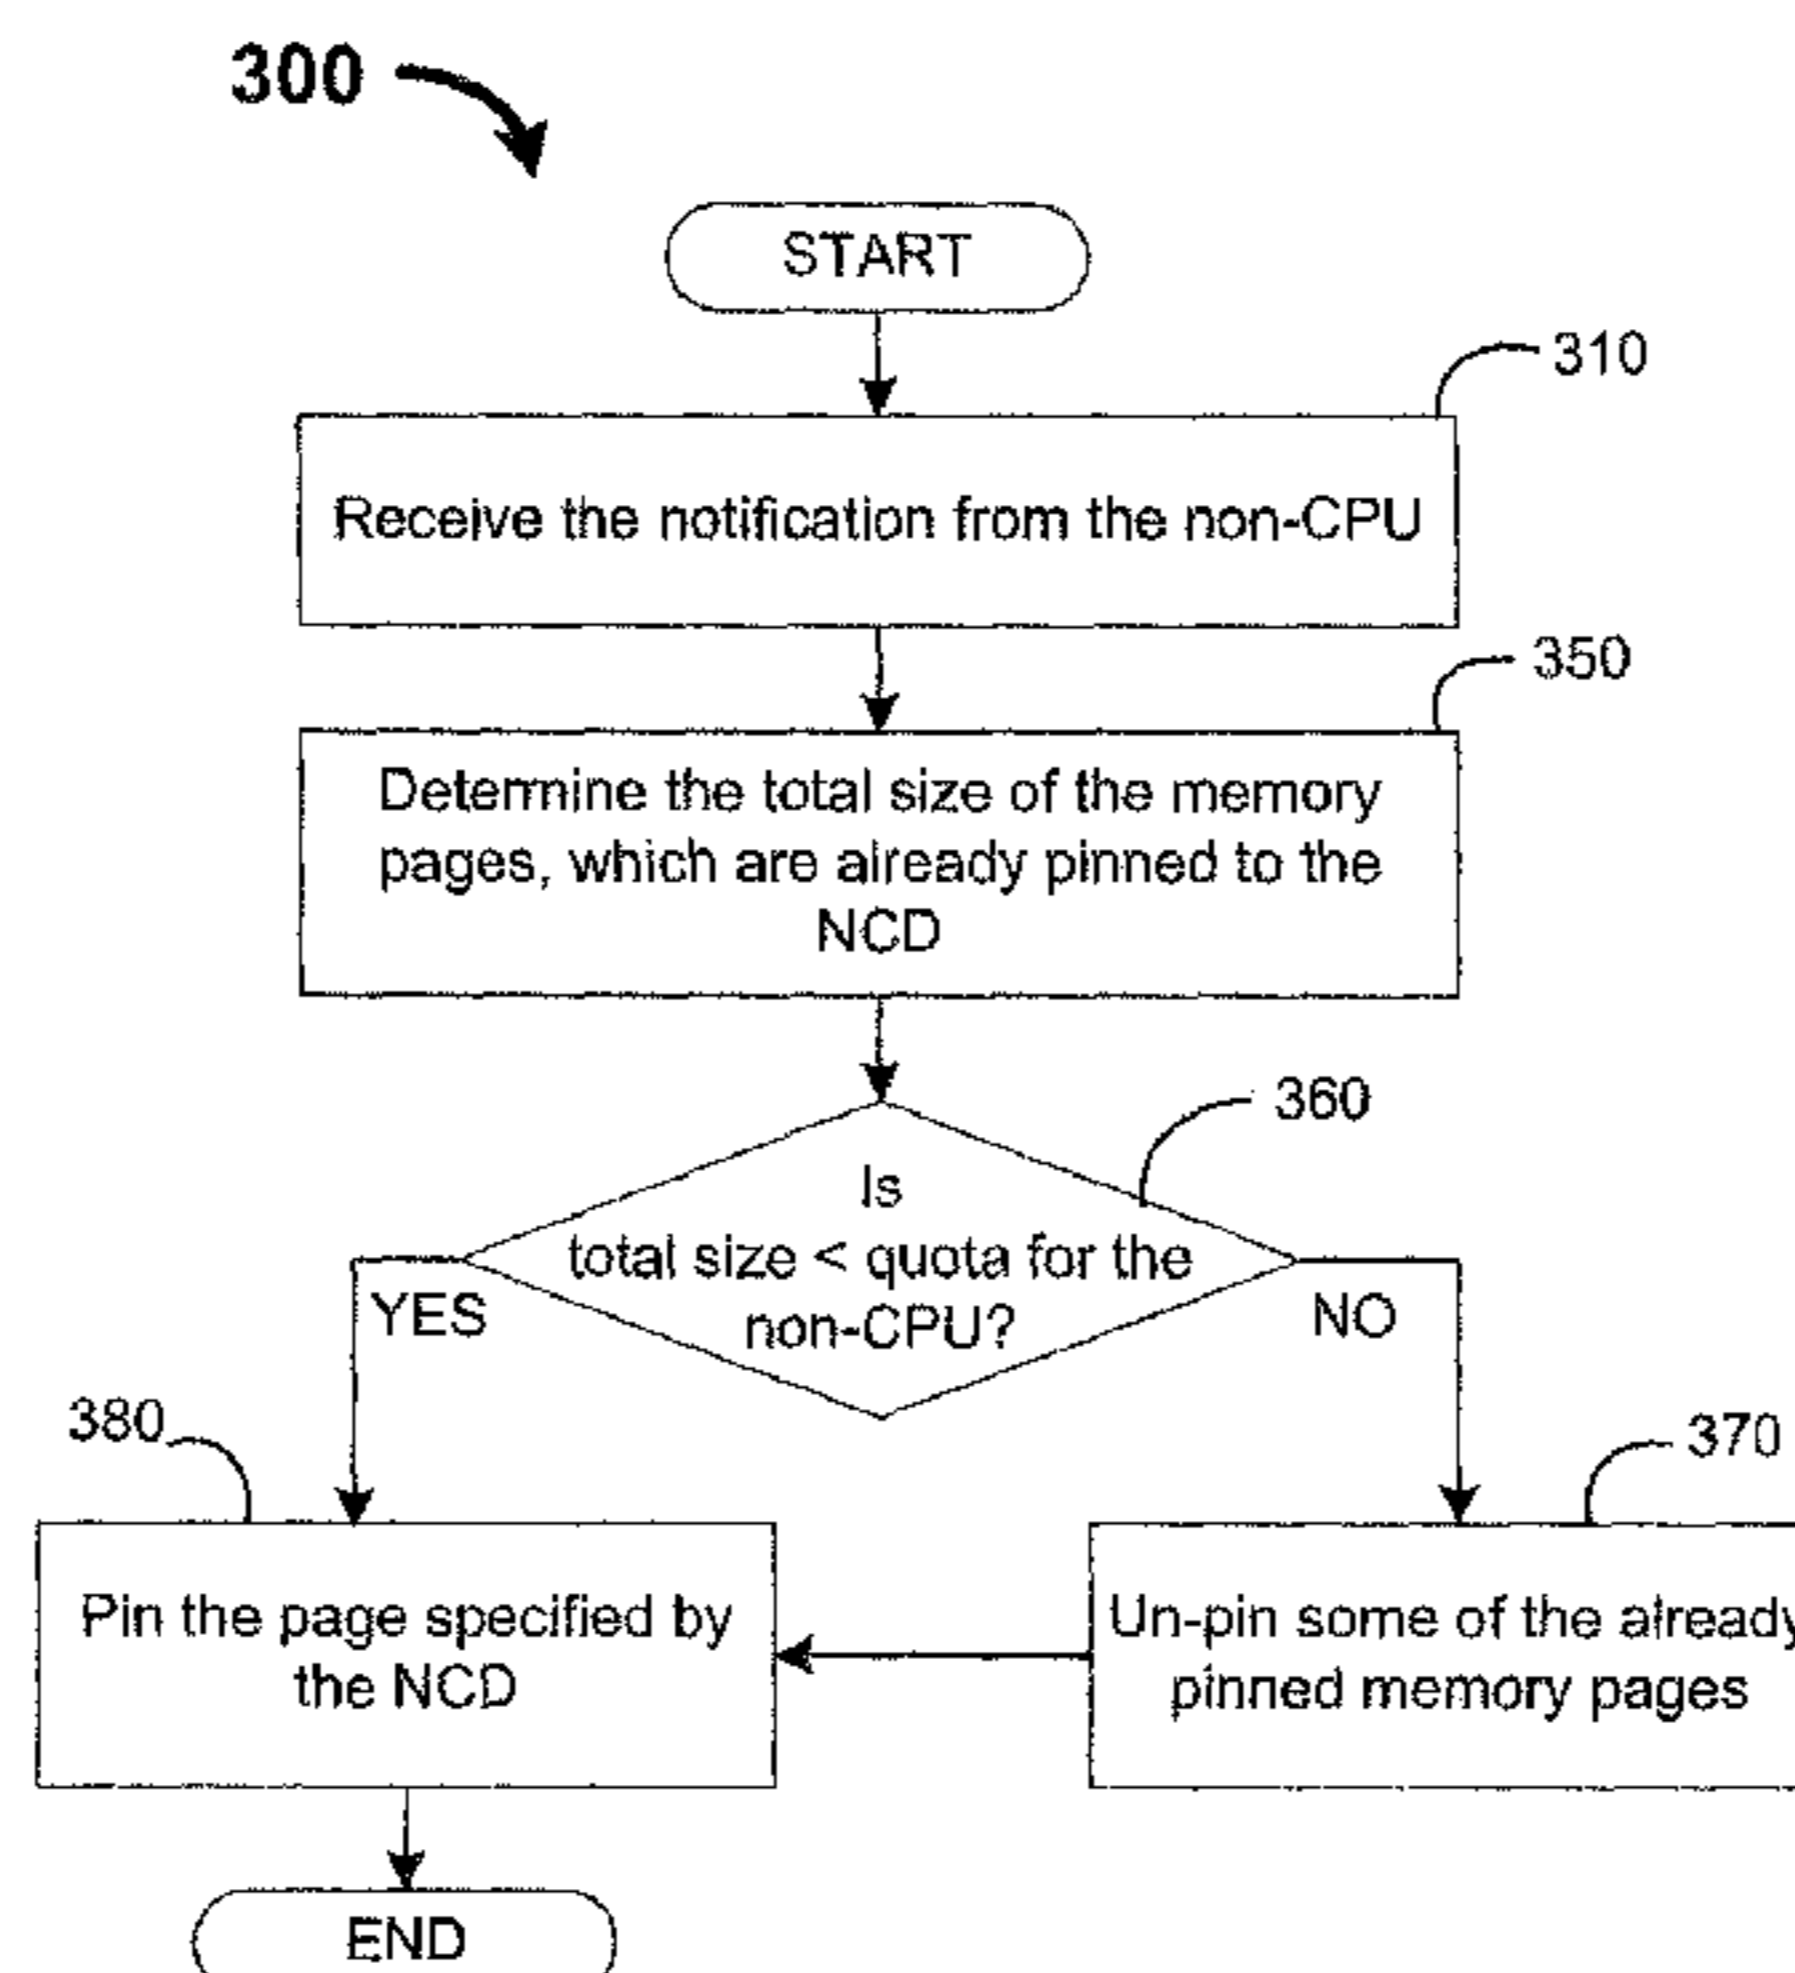 300
START
310
Receive the notification from the non-CPU
350
Determine the total size of the memory
pages, which are already pinned to the
NCD
360
Is
total size < quota for the
non-CPU?
YES
NO
380
370
Pin the page specified by
the NCD
Un-pin some of the already
pinned memory pages
END